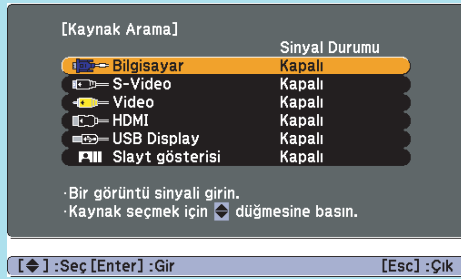 [Kaynak Arama]
Sinyal Durumu
Bilgisayar Kapalı
S-Video Kapalı
Video Kapalı
HDMI Kapalı
USB Display Kapalı
Slayt gösterisi Kapalı
·Bir görüntü sinyali girin.
·Kaynak seçmek için düğmesine basın.
[ ] :Seç [Enter] :Gir [Esc] :Çık